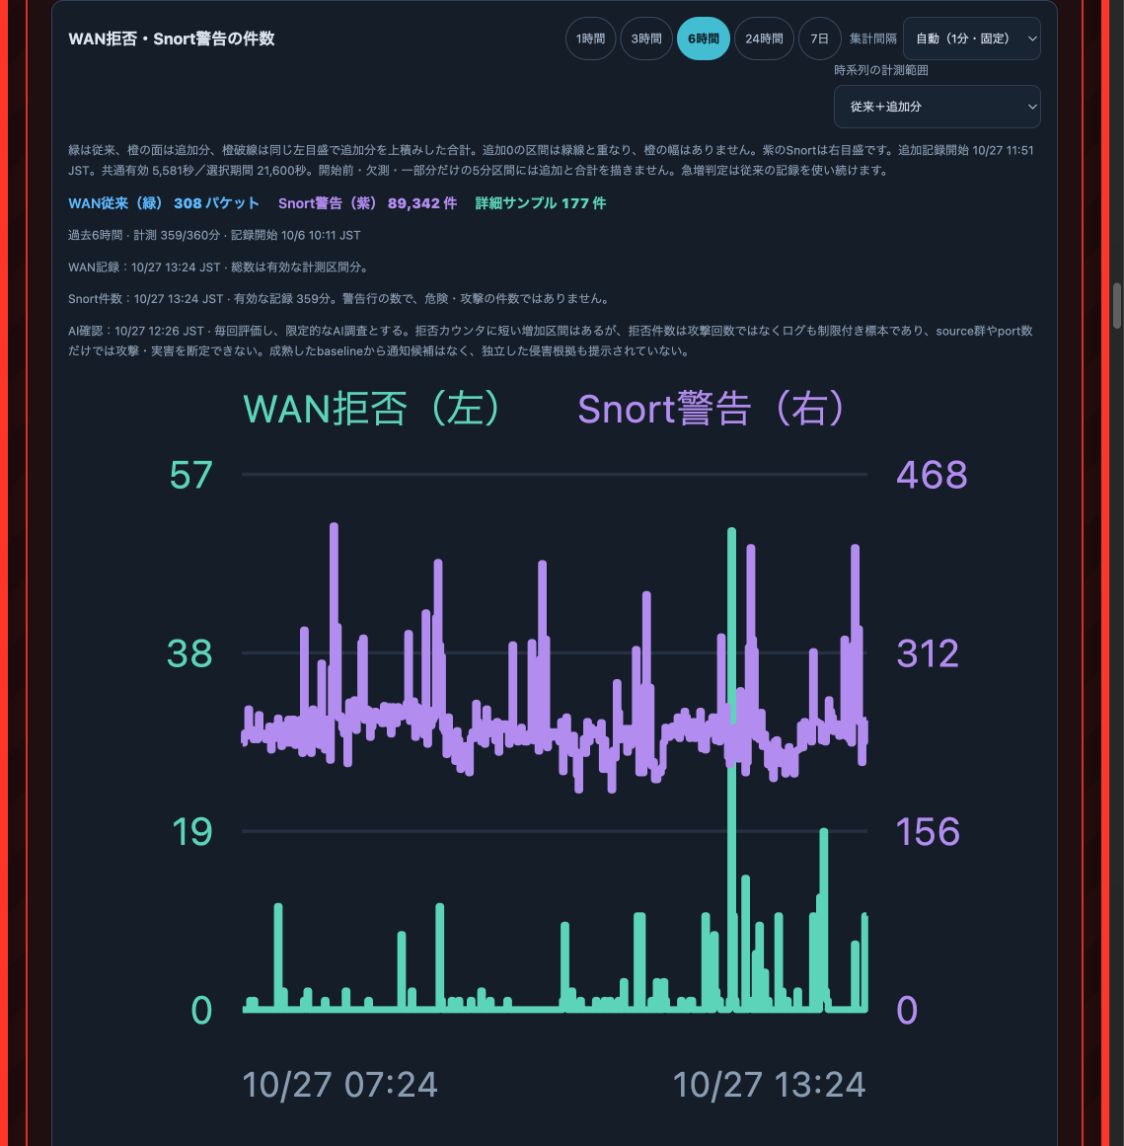 WAN拒否・Snort警告の件数
1時間 3時間 6時間 24時間 7日 集計間隔 自動（1分・固定）
時系列の計測範囲
従来＋追加分
緑は従来、橙の面は追加分、橙破線は同じ左目盛で追加分を上積みした合計。追加0の区間は緑線と重なり、橙の幅はありません。紫のSnortは右目盛です。追加記録開始 10/27 11:51
JST。共通有効 5,581秒／選択期間 21,600秒。開始前・欠測・一部分だけの5分区間には追加と合計を描きません。急増判定は従来の記録を使い続けます。
WAN従来（緑） 308 パケット Snort警告（紫） 89,342 件 詳細サンプル 177 件
過去6時間 · 計測 359/360分 · 記録開始 10/6 10:11 JST
WAN記録：10/27 13:24 JST · 総数は有効な計測区間分。
Snort件数：10/27 13:24 JST · 有効な記録 359分。警告行の数で、危険・攻撃の件数ではありません。
AI確認：10/27 12:26 JST · 毎回評価し、限定的なAI調査とする。拒否カウンタに短い増加区間はあるが、拒否件数は攻撃回数ではなくログも制限付き標本であり、source群やport数
だけでは攻撃・実害を断定できない。成熟したbaselineから通知候補はなく、独立した侵害根拠も提示されていない。
WAN拒否（左） Snort警告（右）
57 468
38 312
19 156
0 0
10/27 07:24 10/27 13:24